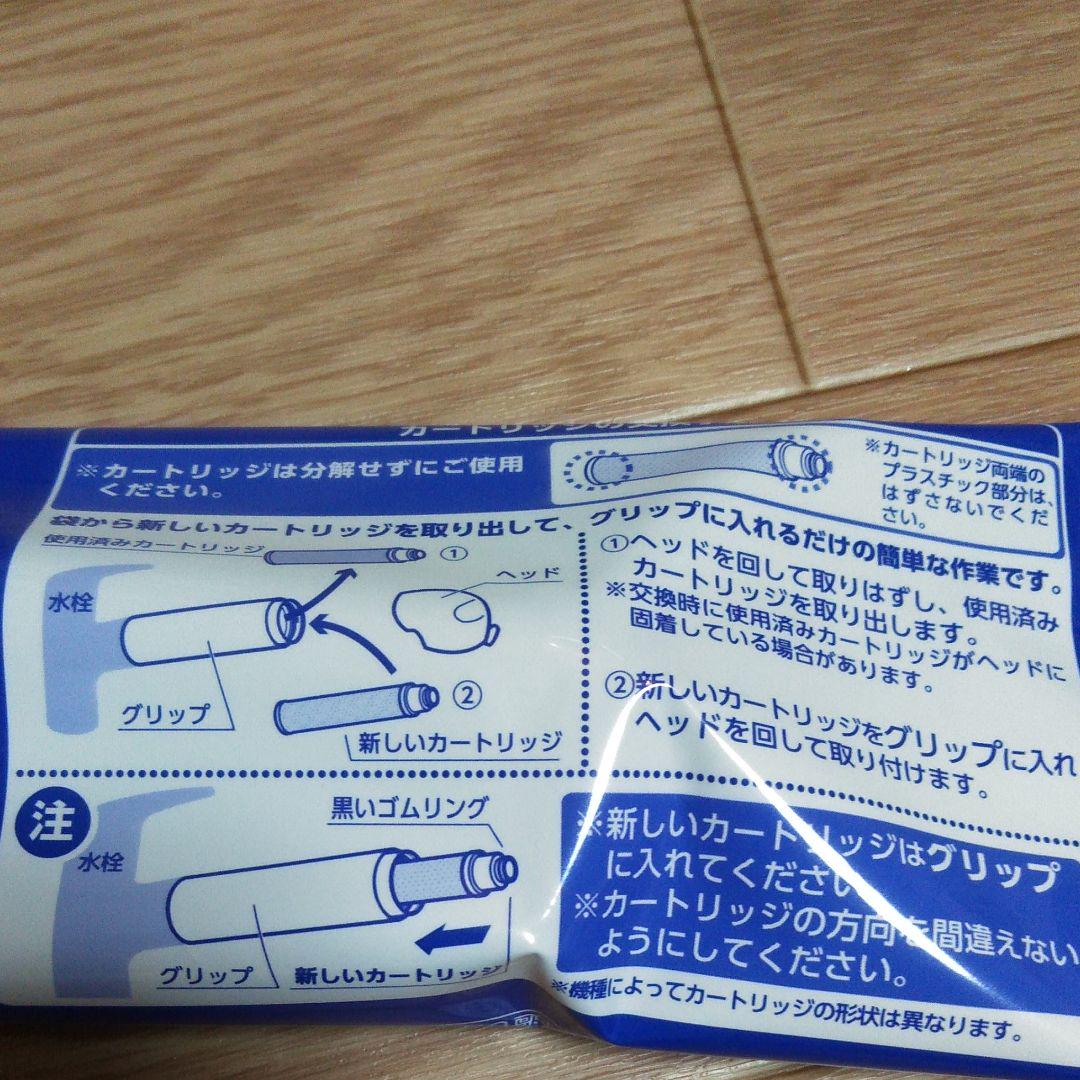 カートリッジの交換
※カートリッジは分解せずにご使用
ください。
※カートリッジ両端の
プラスチック部分は、
はずさないでくだ
さい。
袋から新しいカートリッジを取り出して、グリップに入れるだけの簡単な作業です。
使用済みカートリッジ
①
ヘッド
水栓
グリップ
②
新しいカートリッジ
①ヘッドを回して取りはずし、使用済み
カートリッジを取り出します。
※交換時に使用済みカートリッジがヘッドに
固着している場合があります。
②新しいカートリッジをグリップに入れ
ヘッドを回して取り付けます。
注
水栓
黒いゴムリング
グリップ
新しいカートリッジ
※新しいカートリッジはグリップ
に入れてください
※カートリッジの方向を間違えない
ようにしてください。
※機種によってカートリッジの形状は異なります。